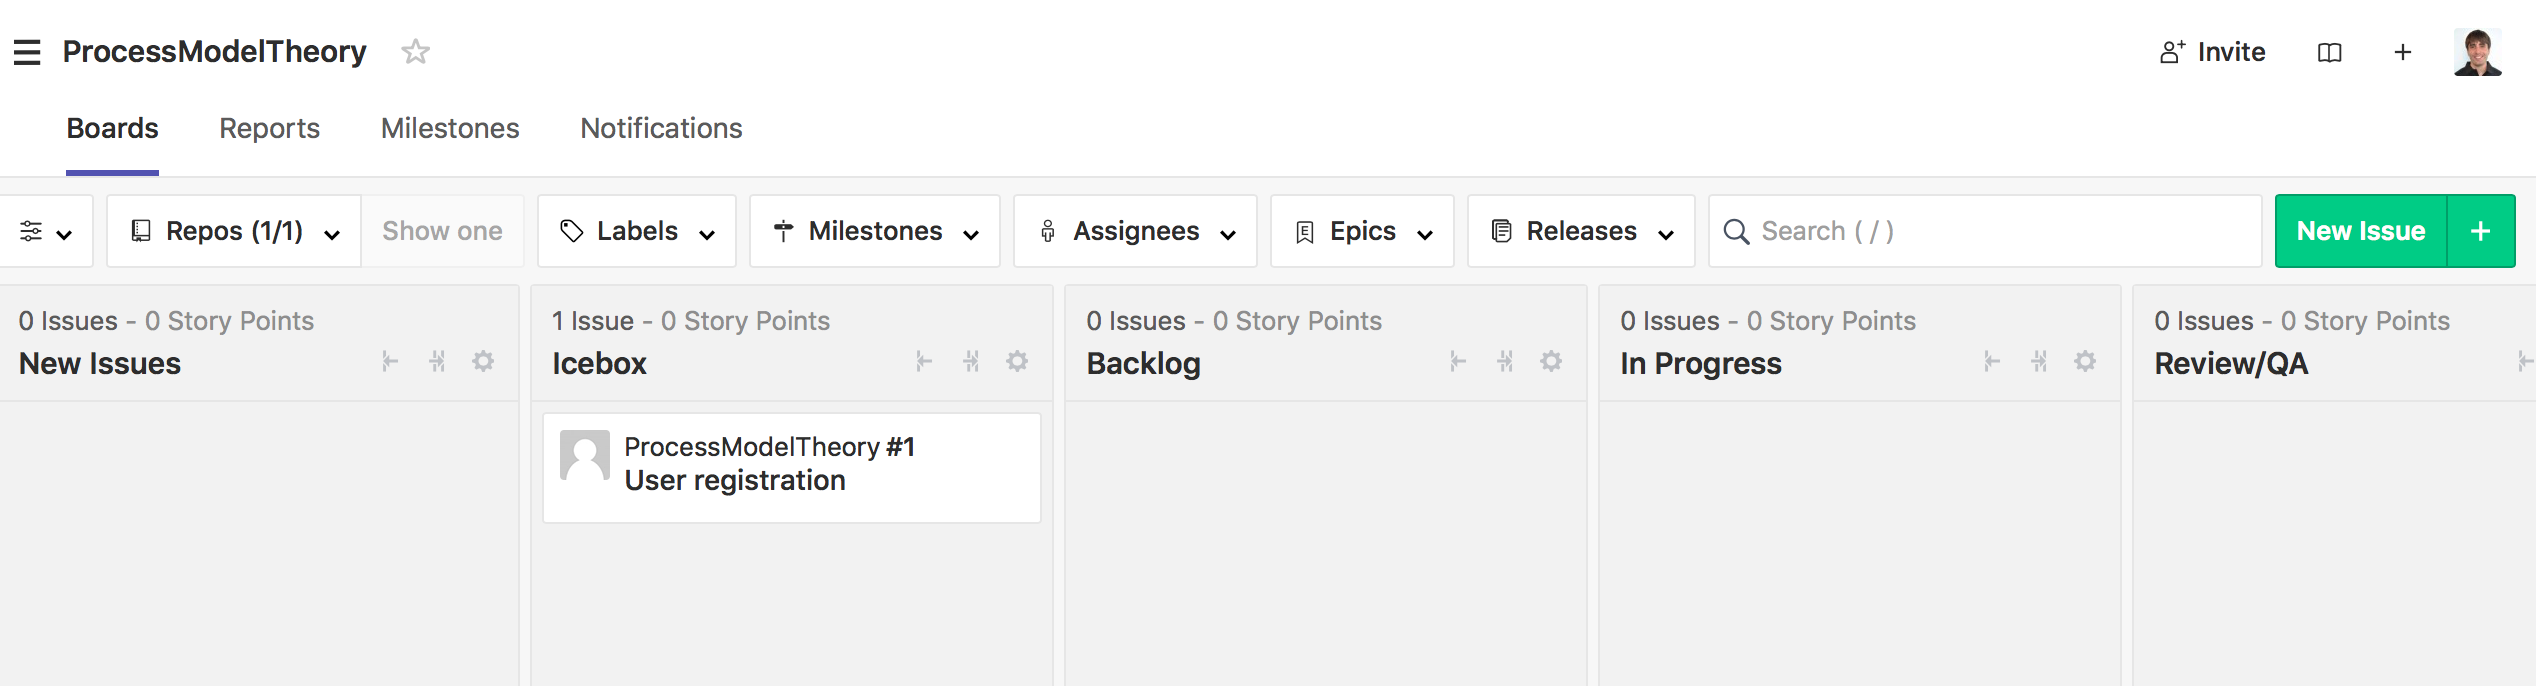 ProcessModelTheory
Invite
Boards Reports Milestones Notifications
Repos (1/1) Show one Labels Milestones Assignees Epics Releases Search ( / ) New Issue +
0 Issues - 0 Story Points
New Issues
1 Issue - 0 Story Points
Icebox
ProcessModelTheory #1
User registration
0 Issues - 0 Story Points
Backlog
0 Issues - 0 Story Points
In Progress
0 Issues - 0 Story Points
Review/QA